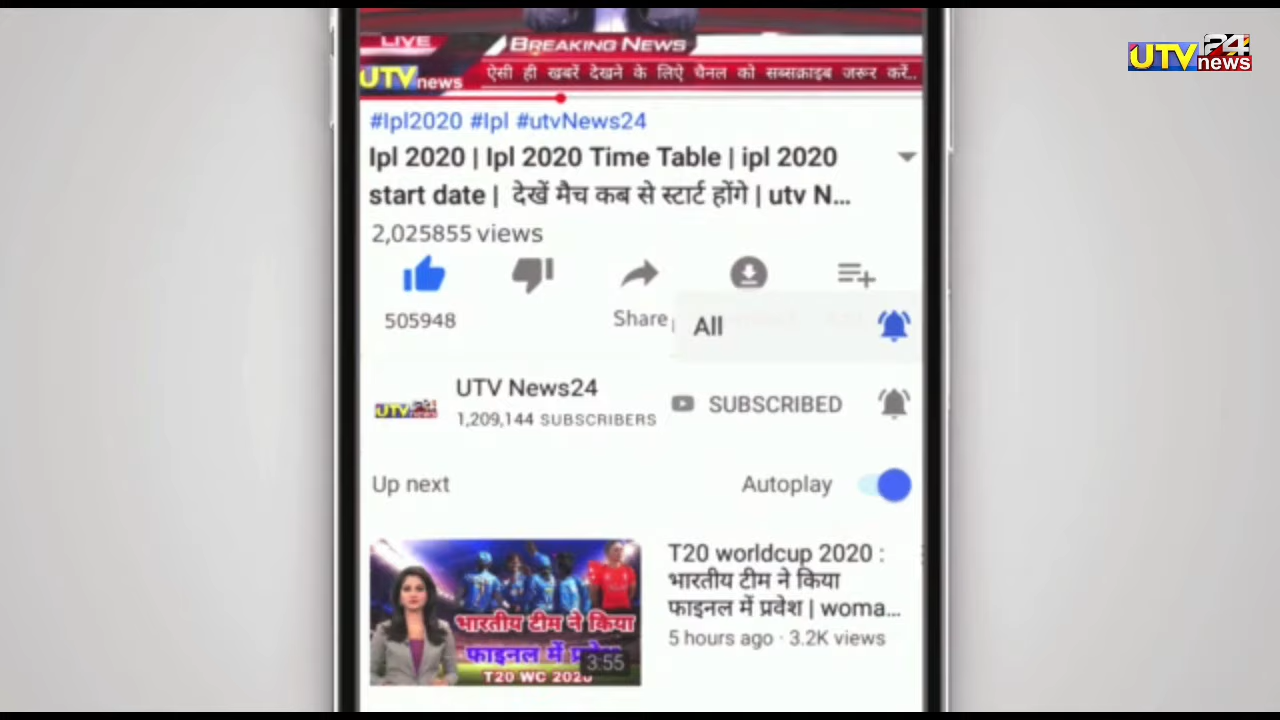 LIVE
BREAKING NEWS
UTV 24 news
UTV news
ऐसी ही खबरें देखने के लिऐ चैनल को सब्सक्राइब जरूर करें..
#Ipl2020 #Ipl #utvNews24
Ipl 2020 | Ipl 2020 Time Table | ipl 2020
start date | देखें मैच कब से स्टार्ट होंगे | utv N...
2,025855 views
505948
Share
All
UTV News24
SUBSCRIBED
1,209,144 SUBSCRIBERS
Up next
Autoplay
T20 worldcup 2020 :
भारतीय टीम ने किया
फाइनल में प्रवेश | woma...
5 hours ago · 3.2K views
भारतीय टीम ने किया
फाइनल में
3:55
T20 WC 2020